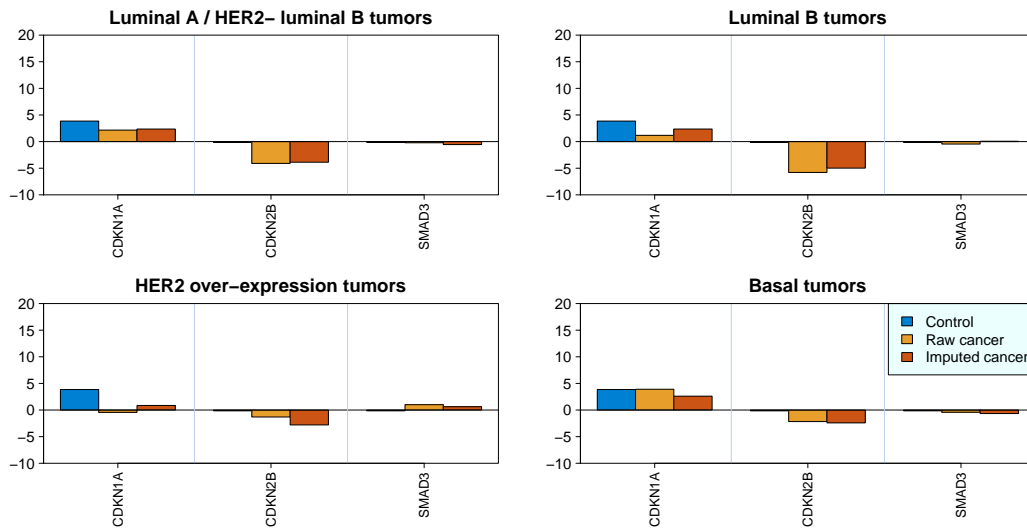 Luminal A / HER2− luminal B tumors
20
15
10
5
0
−5
−10
CDKN1A
CDKN2B
SMAD3
Luminal B tumors
20
15
10
5
0
−5
−10
CDKN1A
CDKN2B
SMAD3
HER2 over−expression tumors
20
15
10
5
0
−5
−10
CDKN1A
CDKN2B
SMAD3
Basal tumors
20
15
10
5
0
−5
−10
Control
Raw cancer
Imputed cancer
CDKN1A
CDKN2B
SMAD3